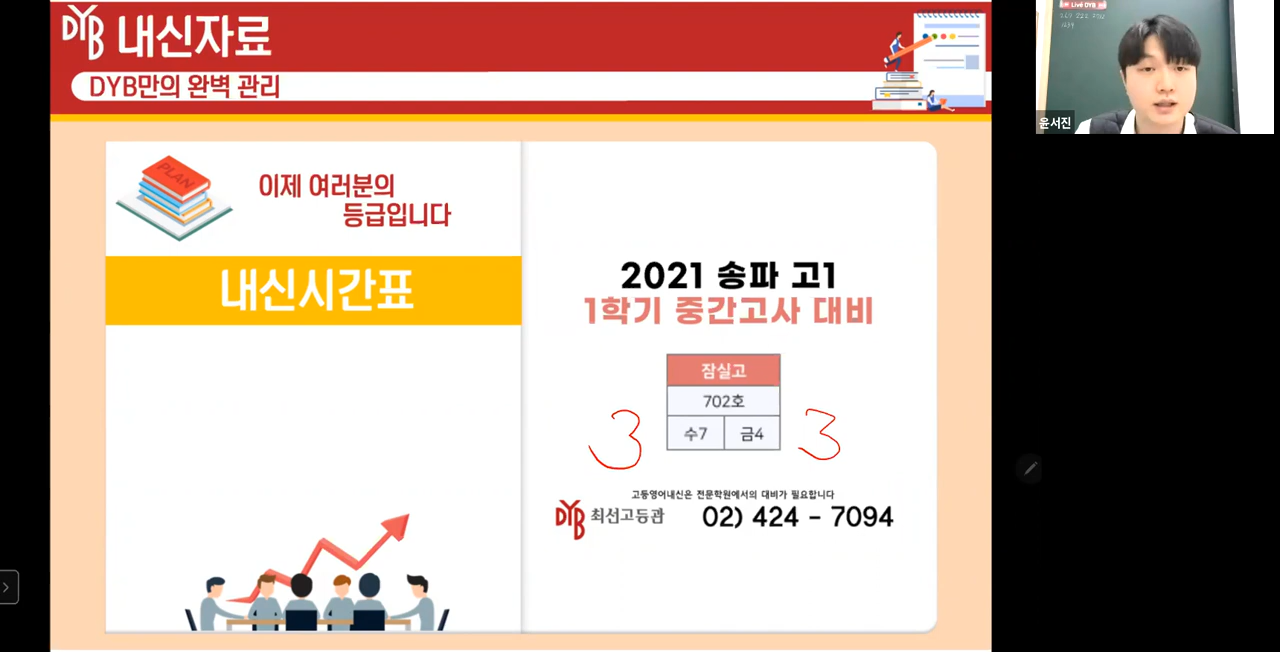 DYB 내신자료
DYB만의 완벽 관리
PLAN
이제 여러분의
등급입니다
내신시간표
2021 송파 고1
1학기 중간고사 대비
잠실고
702호
수7 금4
3 3
고등영어내신은 전문학원에서의 대비가 필요합니다
DYB 최선고등관 02) 424 - 7094
Live DYB
윤서진